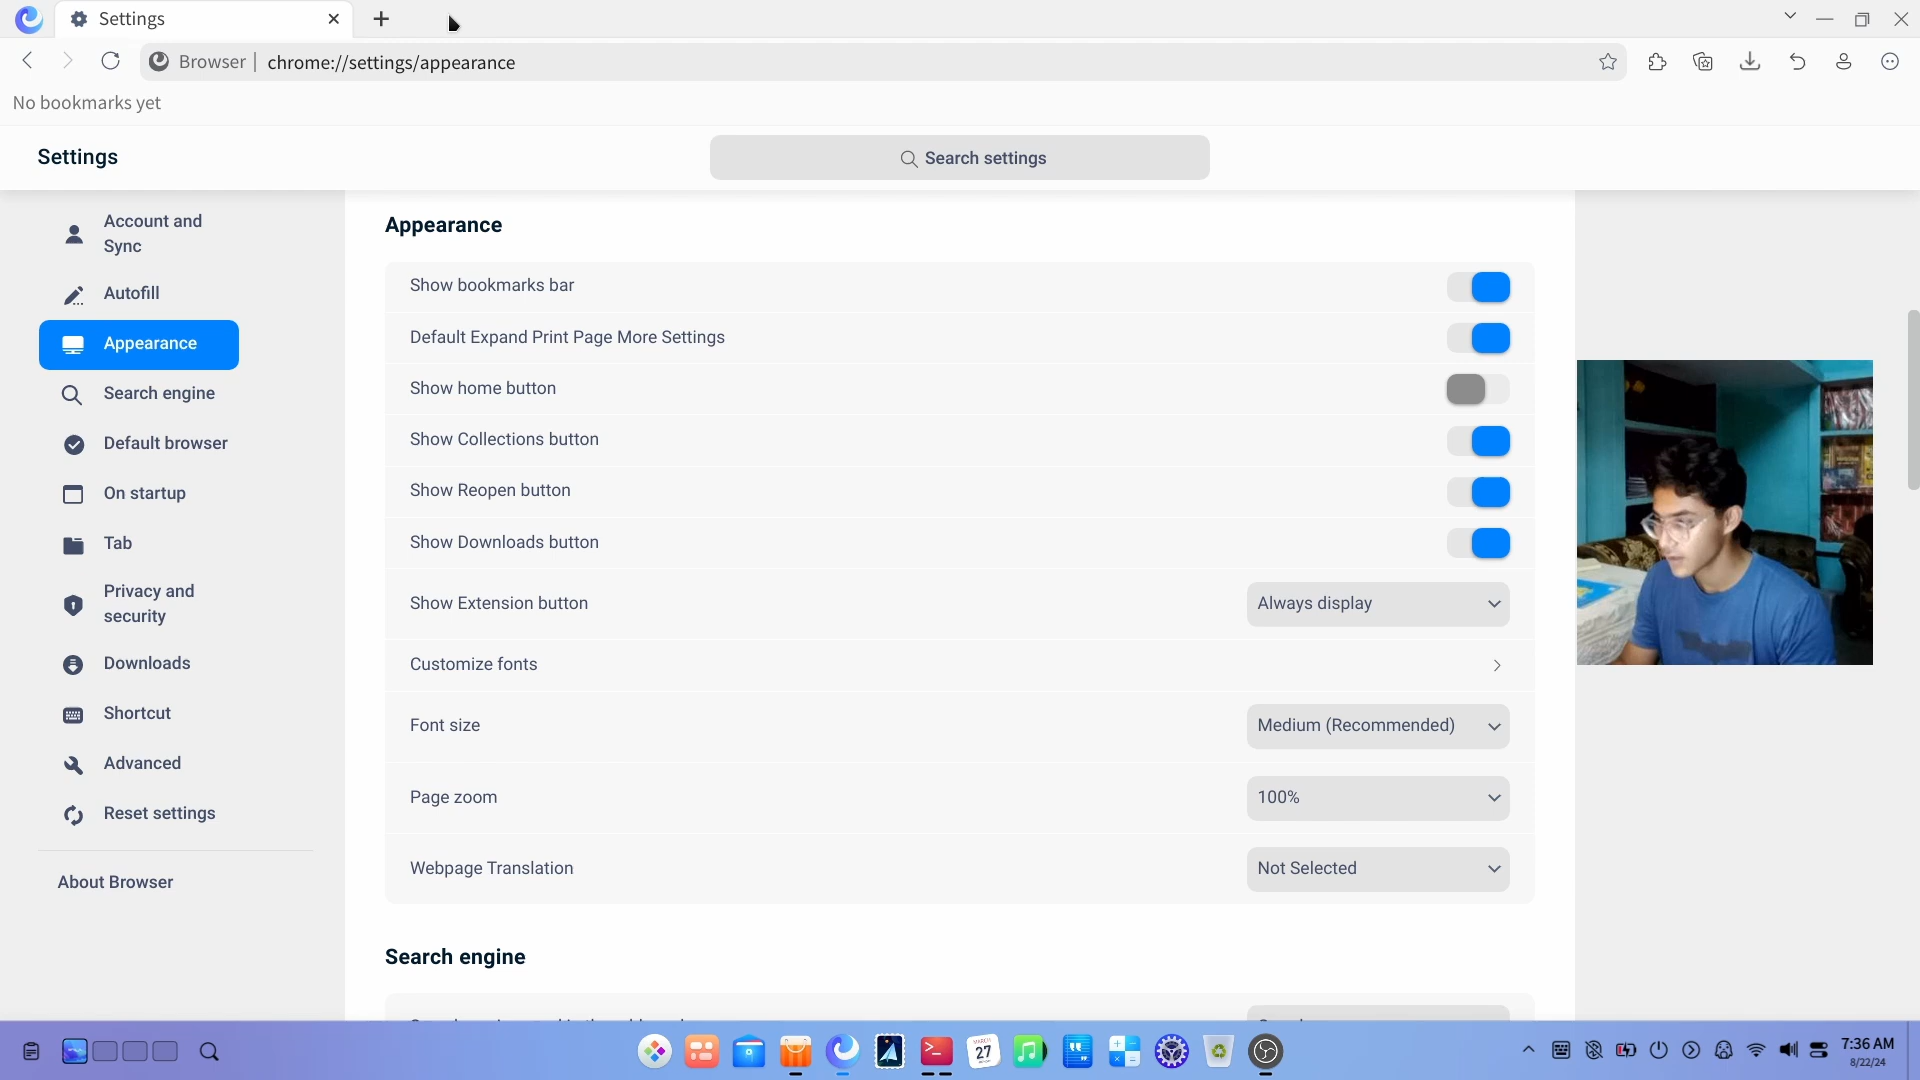 Settings
Browser | chrome://settings/appearance
No bookmarks yet
Settings
Search settings
Account and
Sync
Autofill
Appearance
Search engine
Default browser
On startup
Tab
Privacy and
security
Downloads
Shortcut
Advanced
Reset settings
About Browser
Appearance
Show bookmarks bar
Default Expand Print Page More Settings
Show home button
Show Collections button
Show Reopen button
Show Downloads button
Show Extension button
Always display
Customize fonts
Font size
Medium (Recommended)
Page zoom
100%
Webpage Translation
Not Selected
Search engine
MARCH
27
7:36 AM
8/22/24